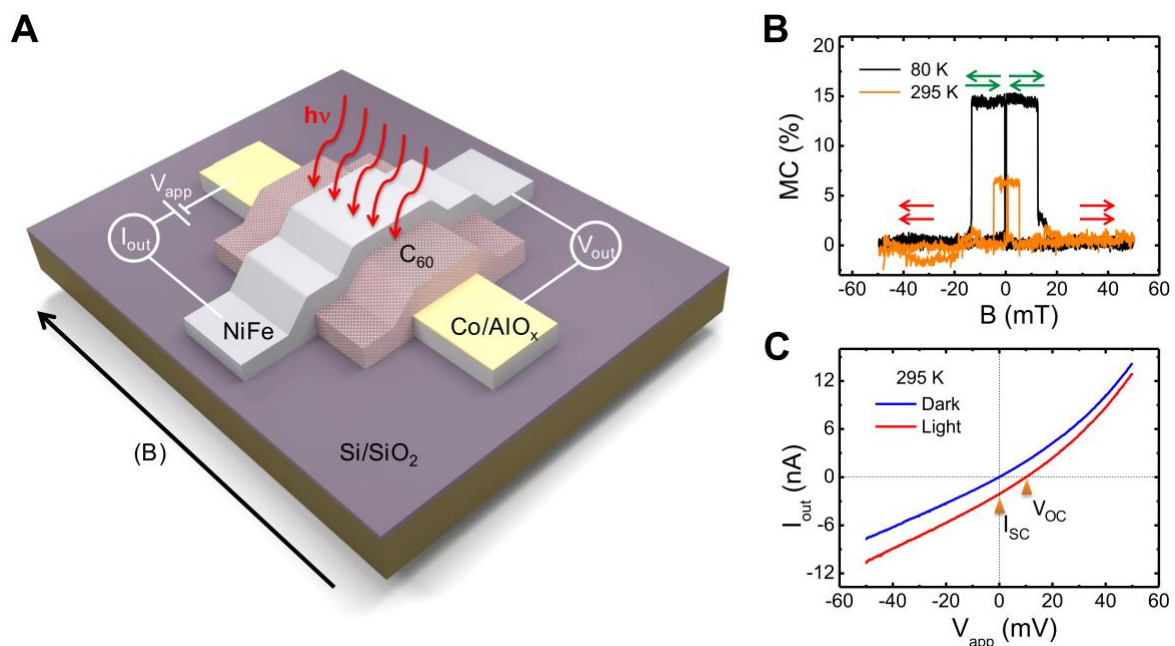 A
hν
V_app
I_out
C_60
V_out
NiFe
Co/AlO_x
(B)
Si/SiO_2
B
20
15
10
5
0
MC (%)
80 K
295 K
-60 -40 -20 0 20 40 60
B (mT)
C
12
6
0
-6
-12
I_out (nA)
295 K
Dark
Light
V_OC
I_SC
-60 -40 -20 0 20 40 60
V_app (mV)